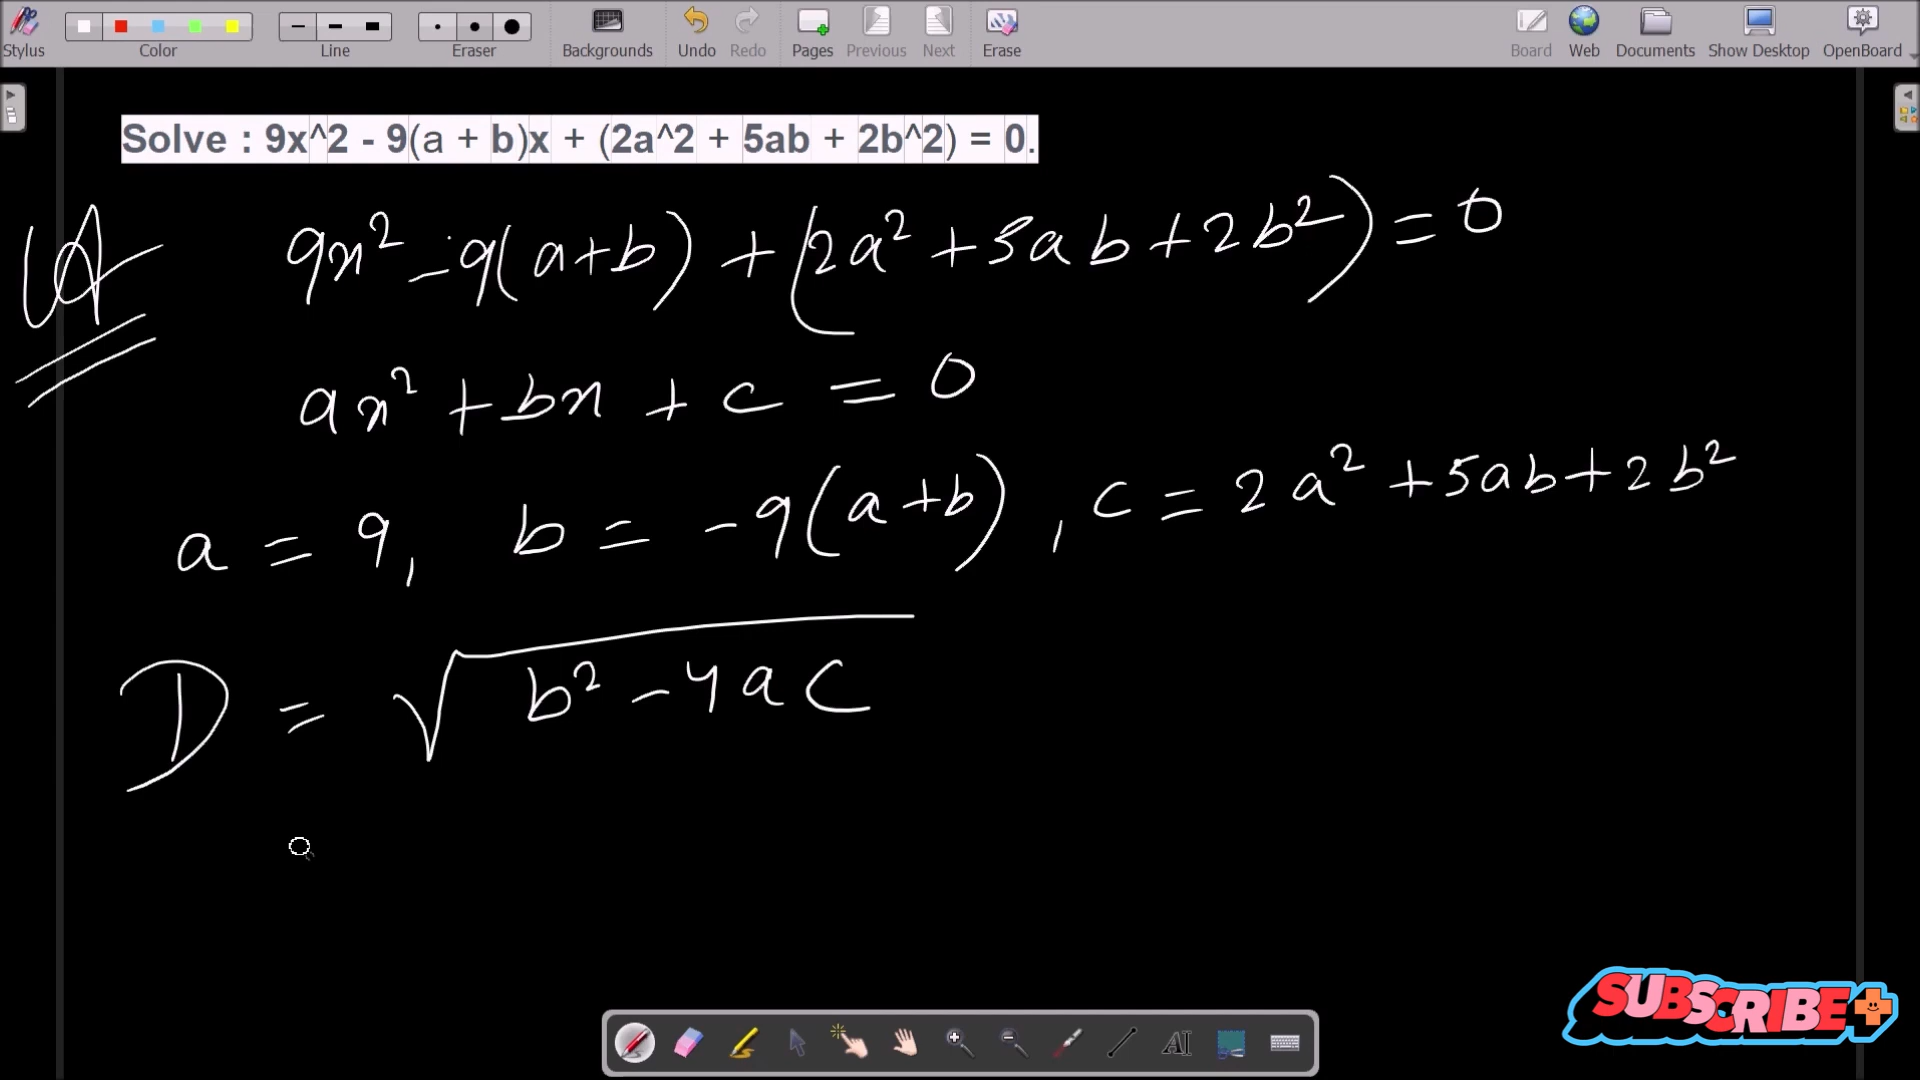 Stylus Color Line Eraser Backgrounds Undo Redo Pages Previous Next Erase Board Web Documents Show Desktop OpenBoard
Solve : 9x^2 - 9(a + b)x + (2a^2 + 5ab + 2b^2) = 0.
9x² - 9(a+b) + (2a² + 5ab + 2b²) = 0
ax² + bx + c = 0
a = 9, b = -9(a+b), c = 2a² + 5ab + 2b²
D = √(b² - 4ac)
SUBSCRIBE
AI